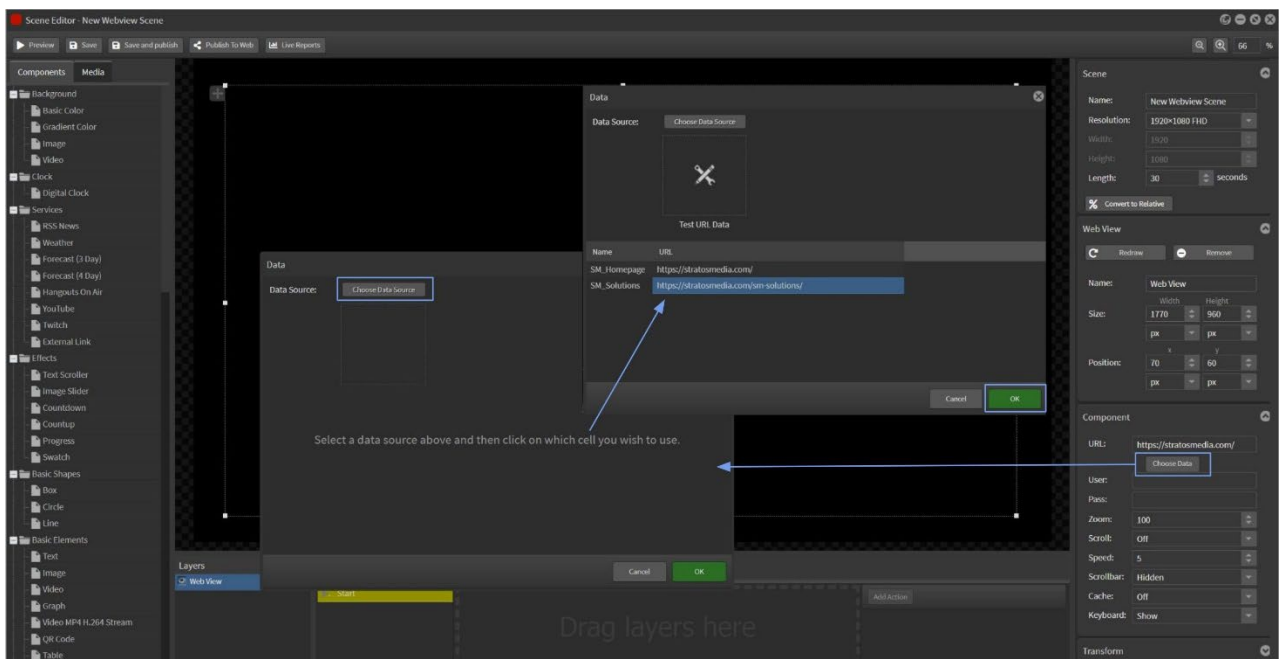 Scene Editor - New Webview Scene
Preview Save Save and publish Publish To Web Live Reports 66 %
Components Media
Background
Basic Color
Gradient Color
Image
Video
Clock
Digital Clock
Services
RSS News
Weather
Forecast (3 Day)
Forecast (4 Day)
Hangouts On Air
YouTube
Twitch
External Link
Effects
Text Scroller
Image Slider
Countdown
Countup
Progress
Swatch
Basic Shapes
Box
Circle
Line
Basic Elements
Text
Image
Video
Graph
Video MP4 H.264 Stream
QR Code
Table
Data
Data Source: Choose Data Source
Select a data source above and then click on which cell you wish to use.
Cancel OK
Data
Data Source: Choose Data Source
Test URL Data
Name URL
SM_Homepage https://stratosmedia.com/
SM_Solutions https://stratosmedia.com/sm-solutions/
Cancel OK
Layers
Web View
Start
Drag layers here
Add Action
Scene
Name: New Webview Scene
Resolution: 1920×1080 FHD
Width: 1920
Height: 1080
Length: 30 seconds
Convert to Relative
Web View
Redraw Remove
Name: Web View
Width Height
Size: 1770 960
px px
x y
Position: 70 60
px px
Component
URL: https://stratosmedia.com/
Choose Data
User:
Pass:
Zoom: 100
Scroll: Off
Speed: 5
Scrollbar: Hidden
Cache: Off
Keyboard: Show
Transform